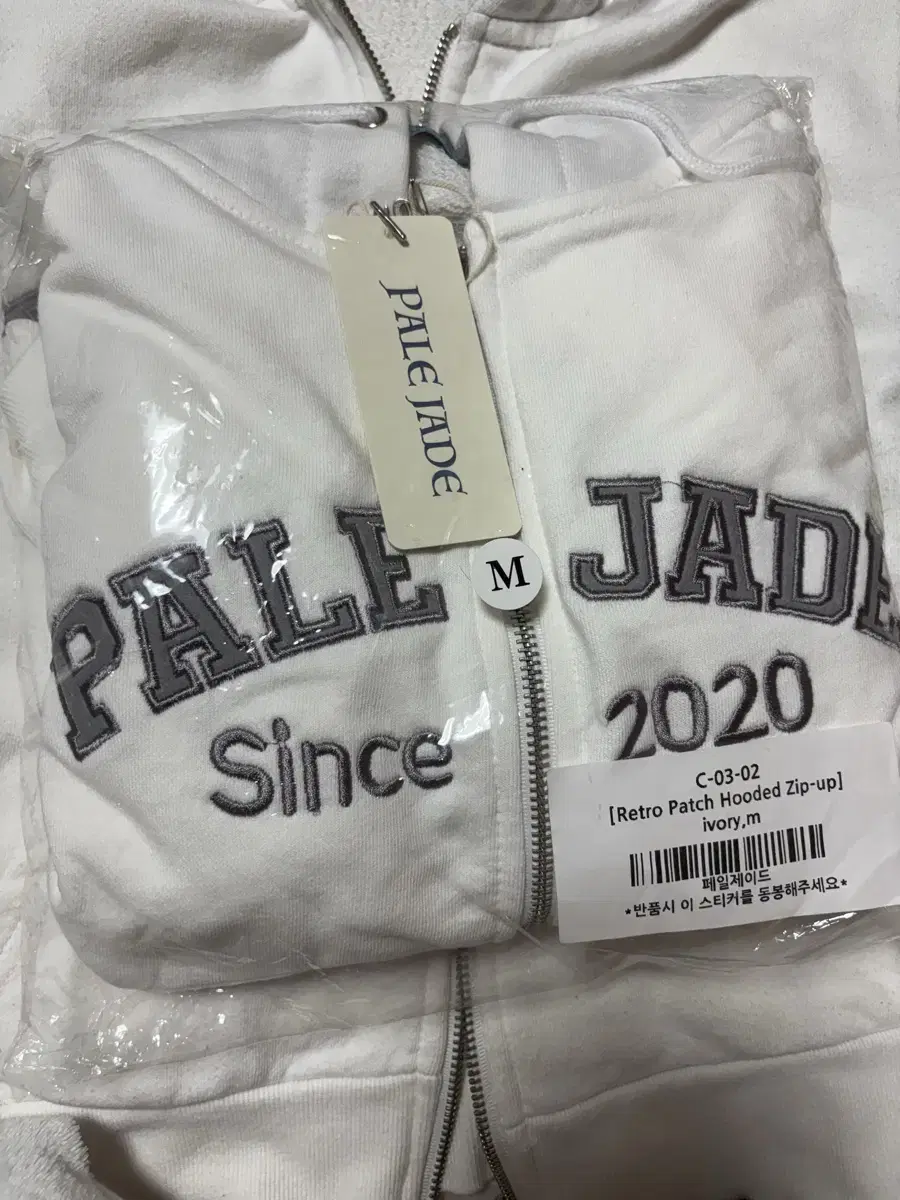 PALE JADE
PALE JADE
M
Since 2020
C-03-02
[Retro Patch Hooded Zip-up]
ivory,m
페일제이드
*반품시 이 스티커를 동봉해주세요*